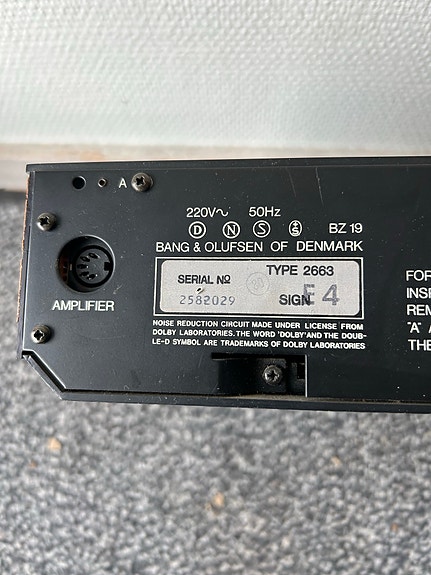 A
220V~ 50Hz
D N S S BZ 19
BANG & OLUFSEN OF DENMARK
SERIAL Nº TYPE 2663
2582029 SIGN F4
AMPLIFIER
NOISE REDUCTION CIRCUIT MADE UNDER LICENSE FROM
DOLBY LABORATORIES. THE WORD 'DOLBY' AND THE DOUB-
LE-D SYMBOL ARE TRADEMARKS OF DOLBY LABORATORIES
FOR
INSP
REM
"A" A
THE